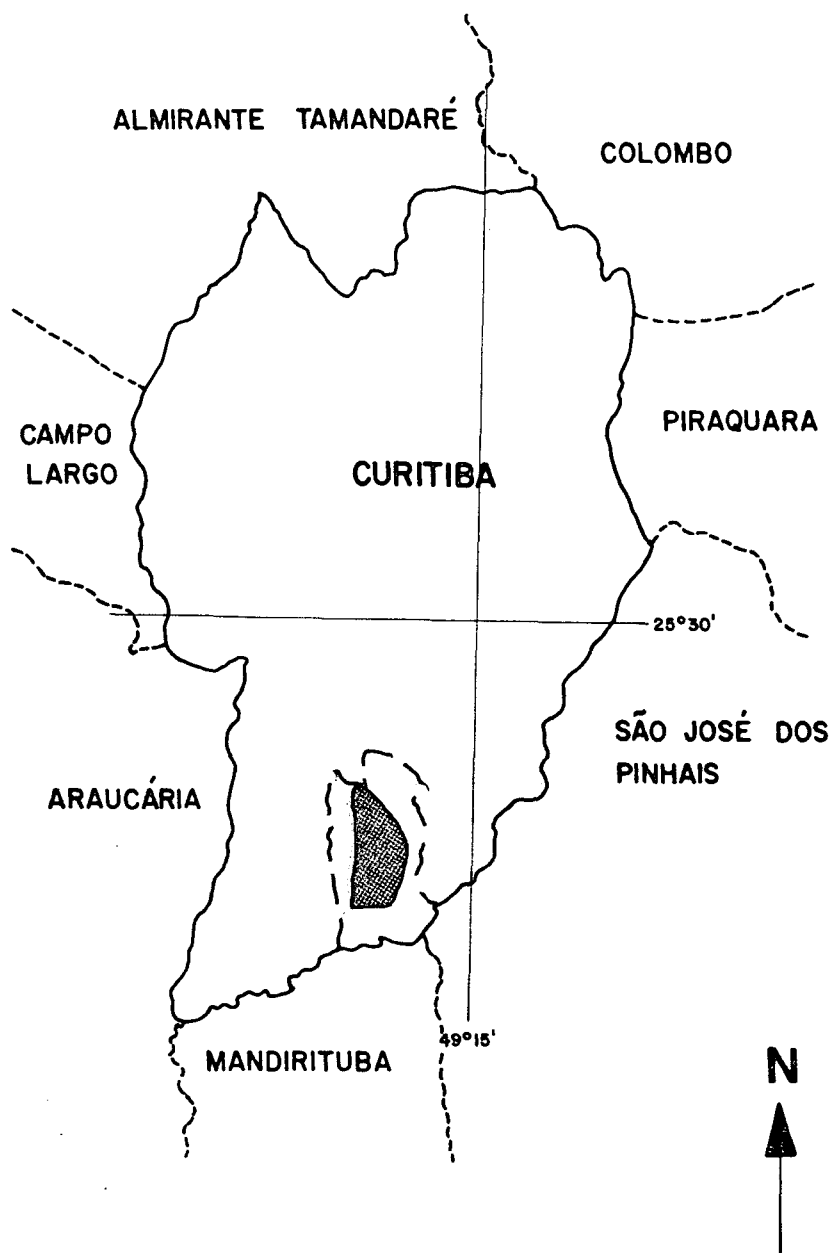 ALMIRANTE TAMANDARÉ
COLOMBO
CAMPO
LARGO
CURITIBA
PIRAQUARA
25°30'
SÃO JOSÉ DOS
PINHAIS
ARAUCÁRIA
49°15'
MANDIRITUBA
N